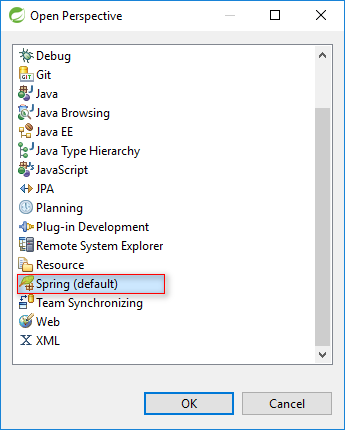 Open Perspective
Debug
GIT Git
Java
Java Browsing
Java EE
Java Type Hierarchy
JavaScript
JPA
Planning
Plug-in Development
Remote System Explorer
Resource
Spring (default)
Team Synchronizing
Web
X XML
OK Cancel